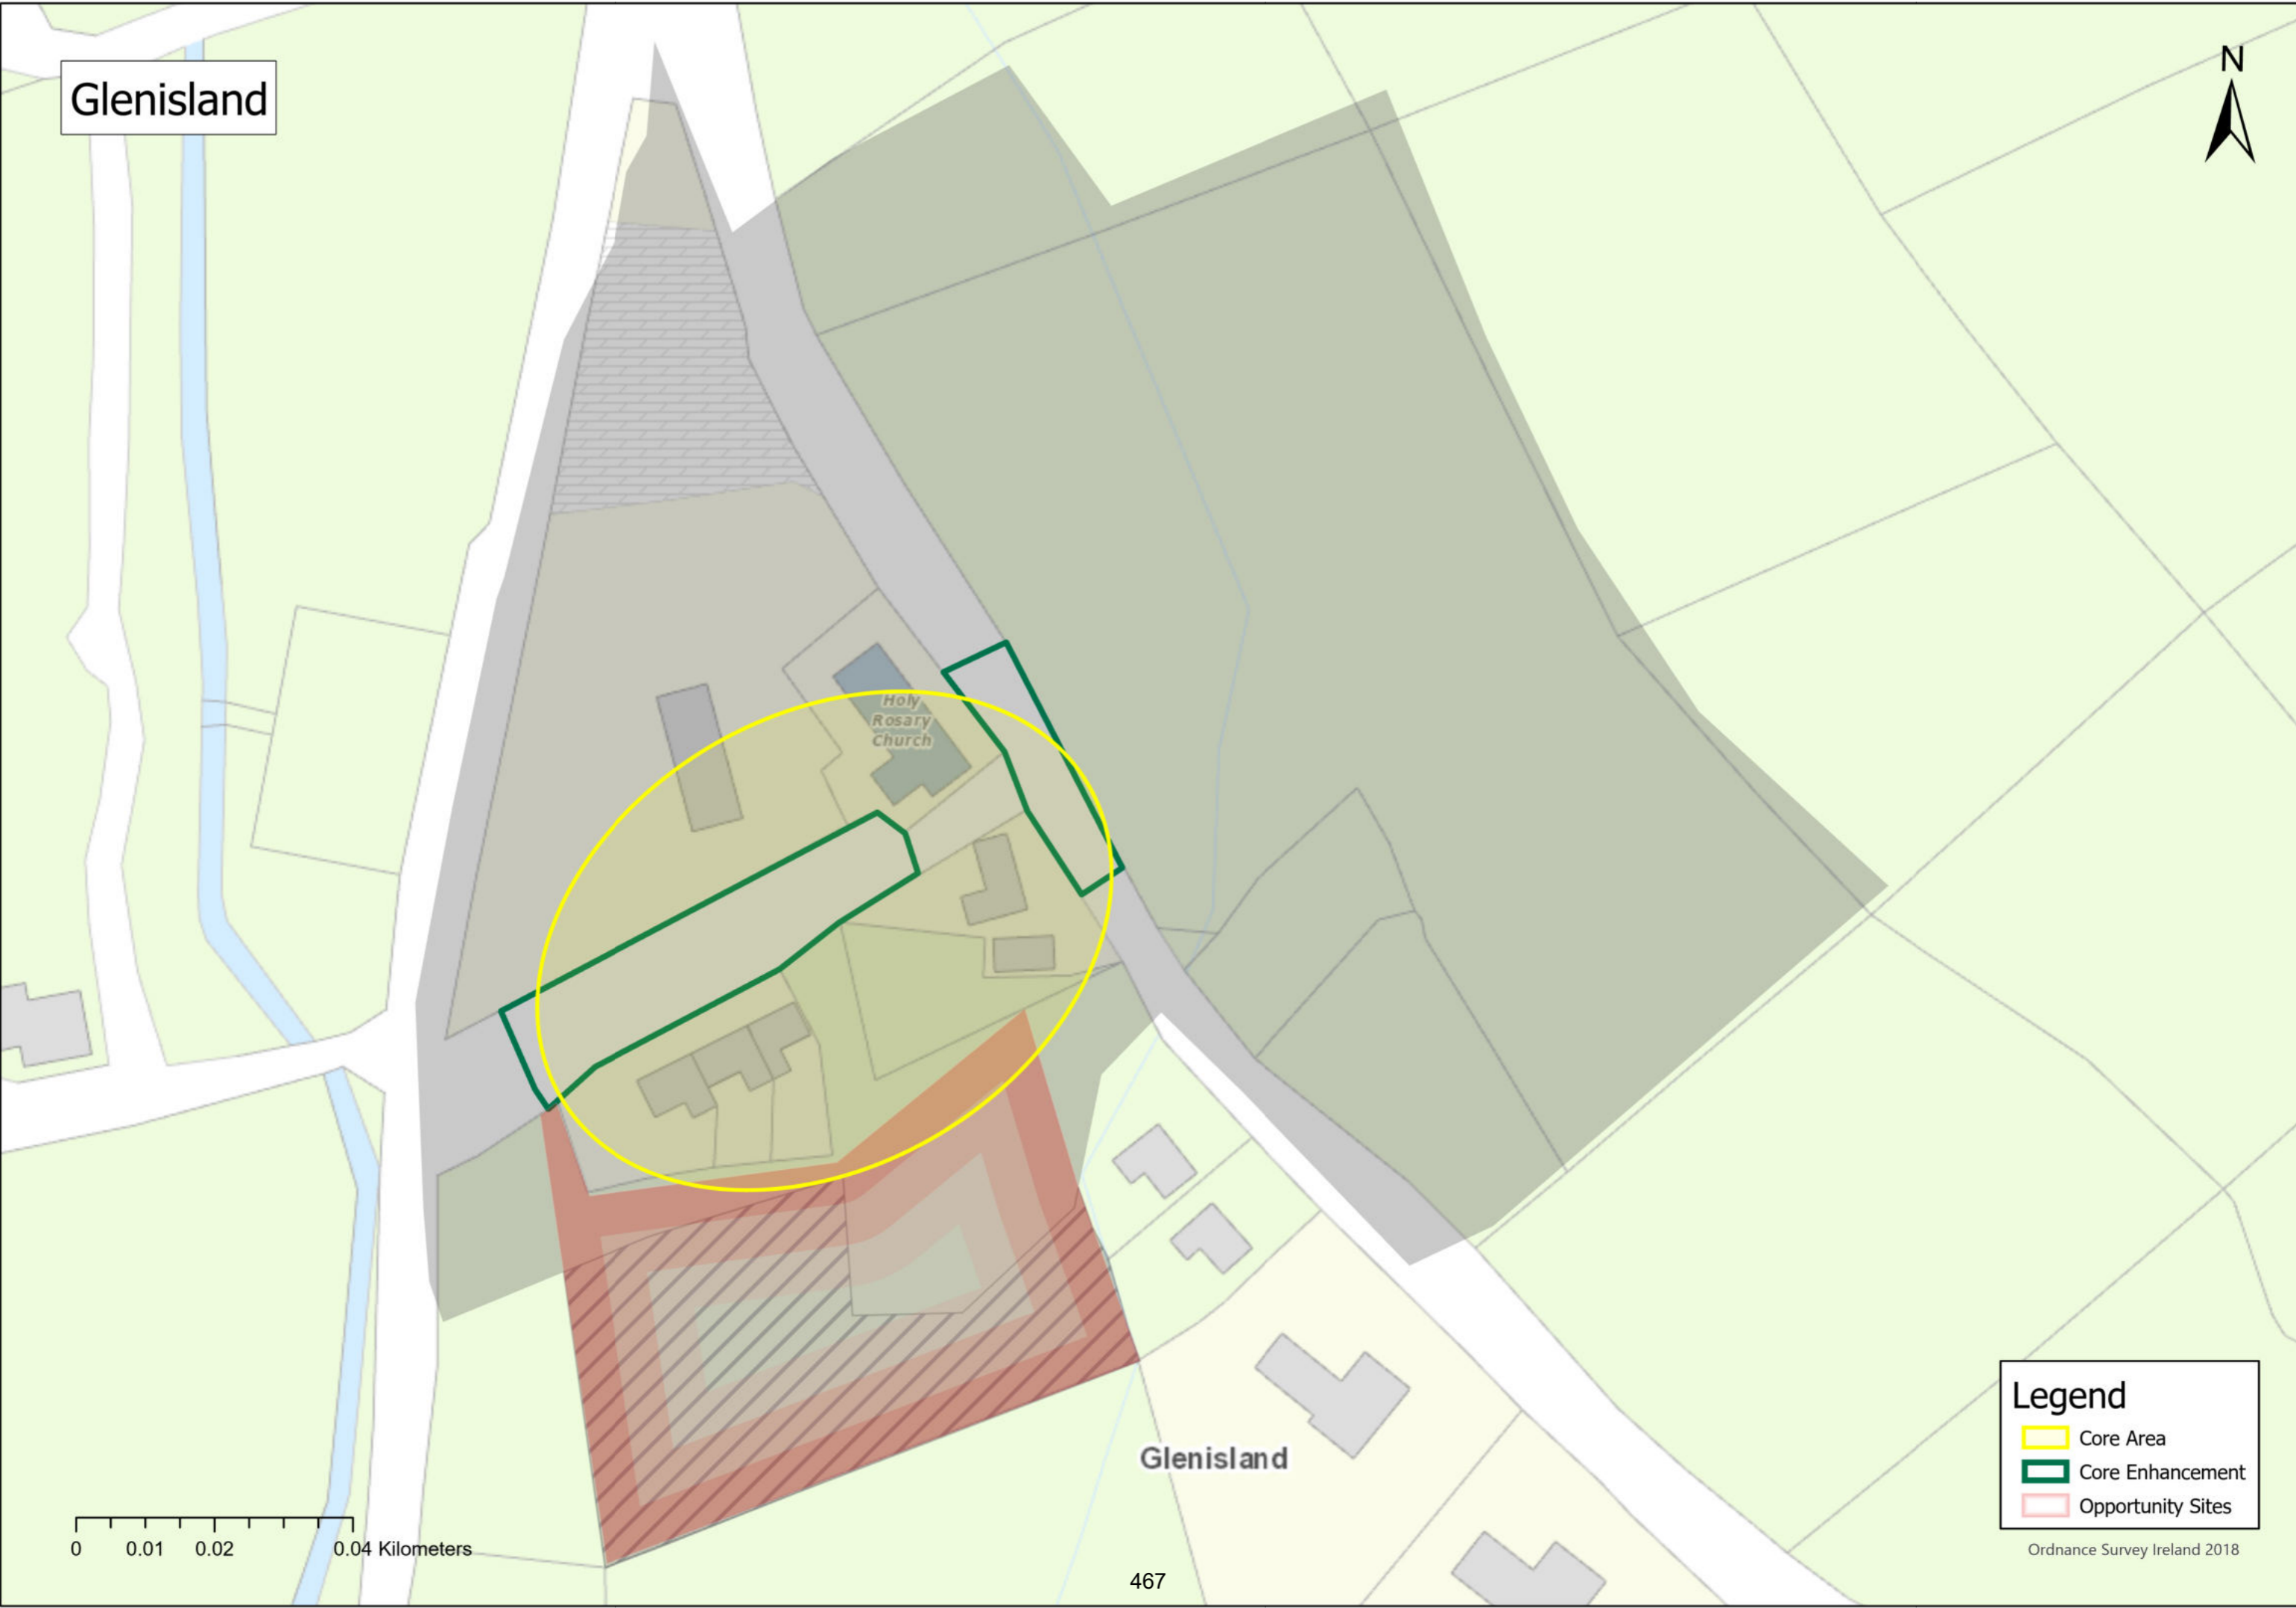 Glenisland
N
Holy
Rosary
Church
Glenisland
Legend
Core Area
Core Enhancement
Opportunity Sites
0 0.01 0.02 0.04 Kilometers
Ordnance Survey Ireland 2018
467